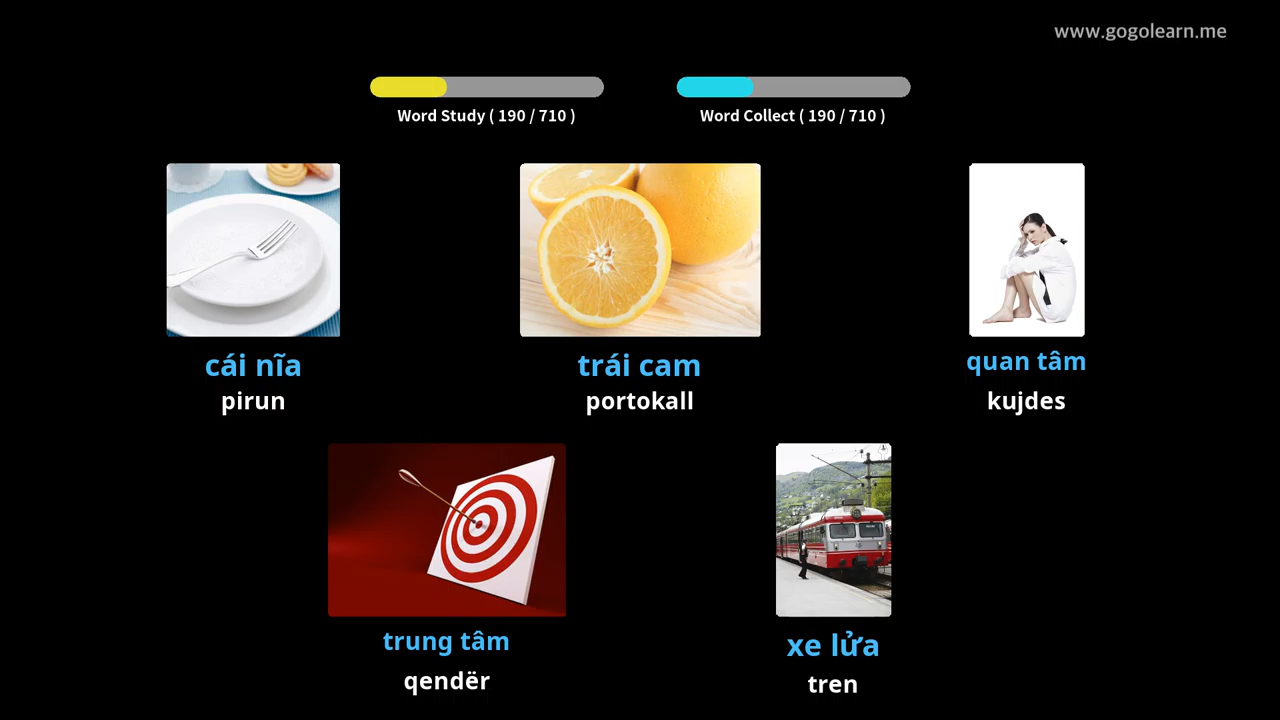 www.gogolearn.me
Word Study ( 190 / 710 )
Word Collect ( 190 / 710 )
cái nĩa
pirun
trái cam
portokall
quan tâm
kujdes
trung tâm
qendër
xe lửa
tren